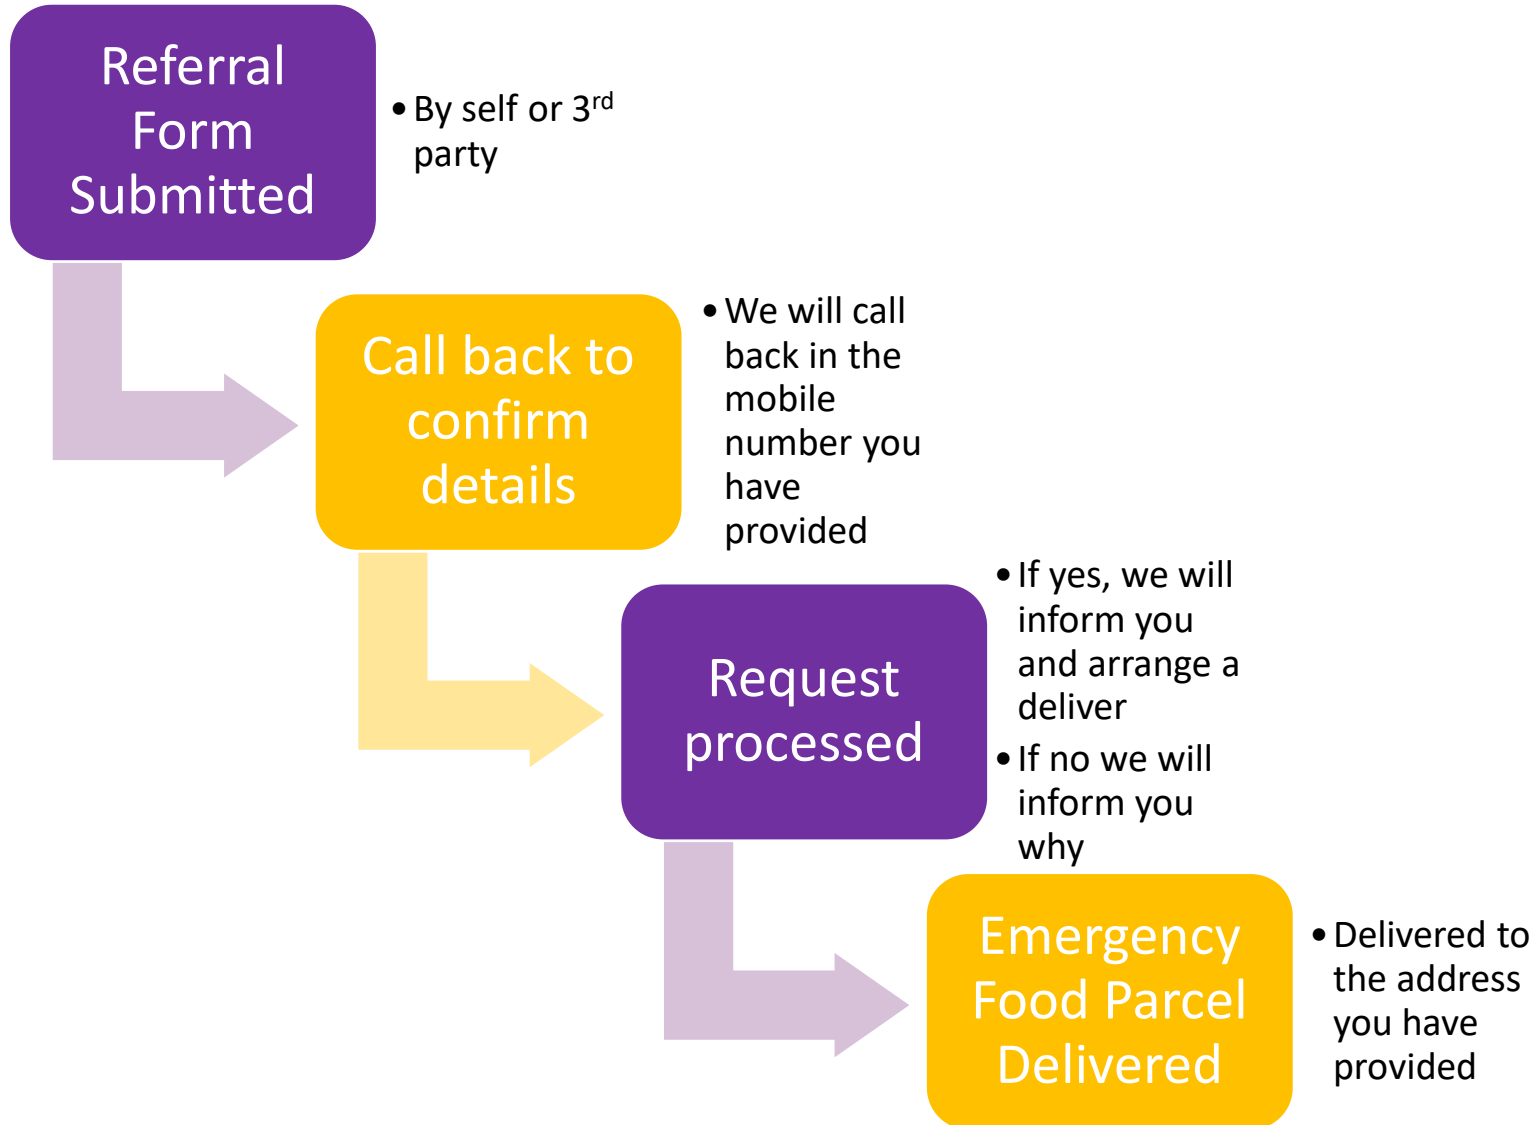 Referral
Form
Submitted
• By self or 3rd
party
Call back to
confirm
details
• We will call
back in the
mobile
number you
have
provided
Request
processed
• If yes, we will
inform you
and arrange a
deliver
• If no we will
inform you
why
Emergency
Food Parcel
Delivered
• Delivered to
the address
you have
provided